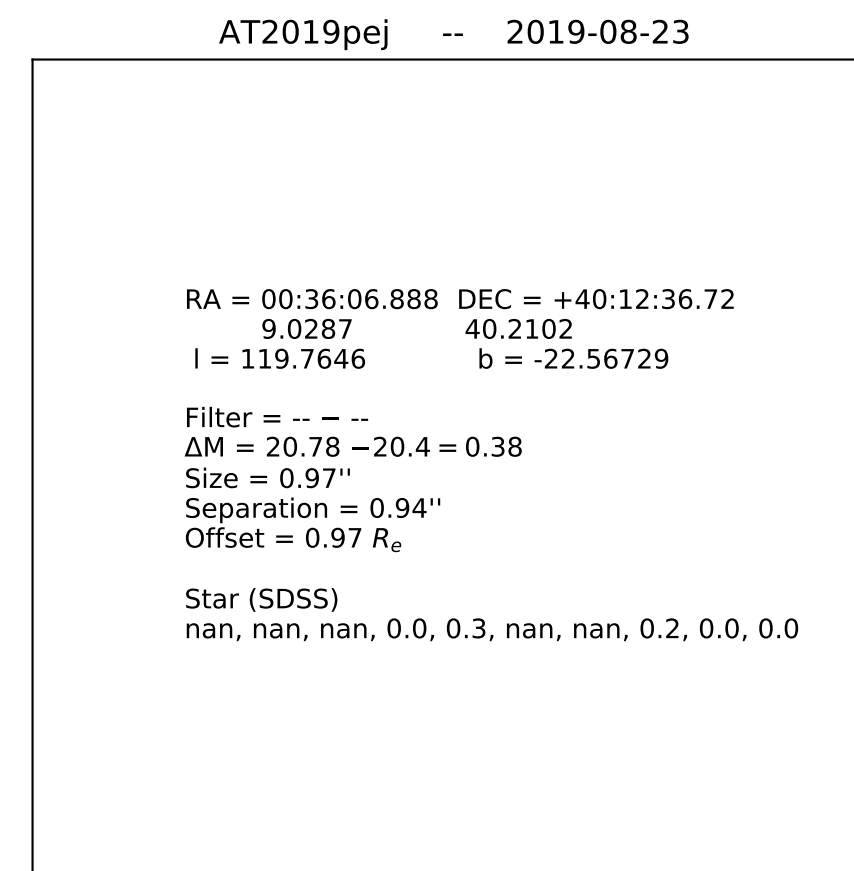 AT2019pej -- 2019-08-23
RA = 00:36:06.888 DEC = +40:12:36.72
9.0287 40.2102
l = 119.7646 b = -22.56729
Filter = -- − --
ΔM = 20.78 −20.4 = 0.38
Size = 0.97''
Separation = 0.94''
Offset = 0.97 Rₑ
Star (SDSS)
nan, nan, nan, 0.0, 0.3, nan, nan, 0.2, 0.0, 0.0